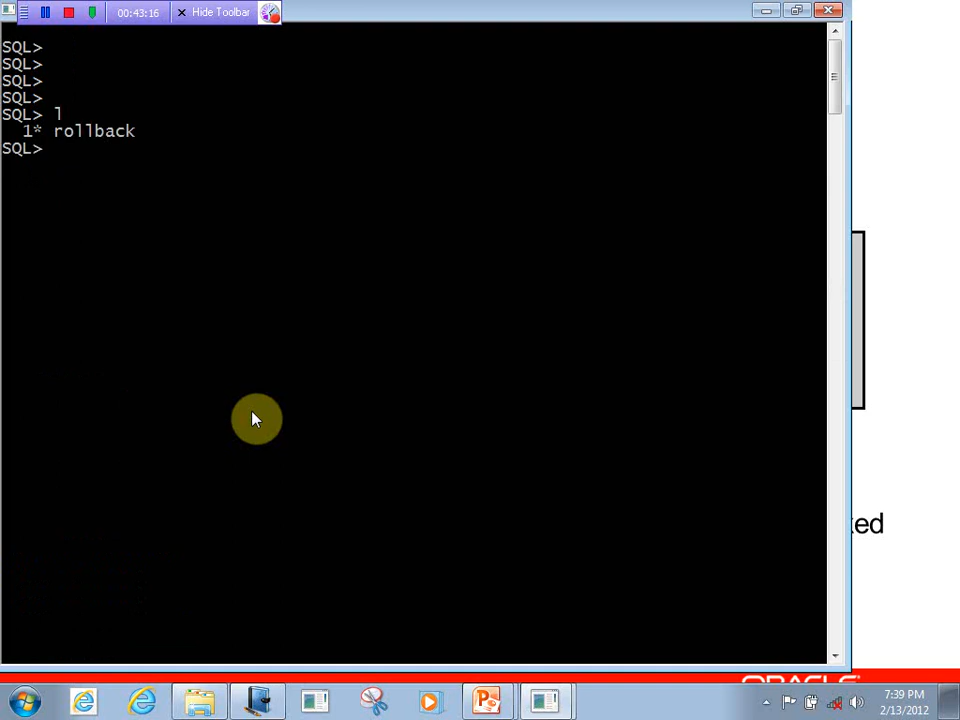 00:43:16 Hide Toolbar
SQL>
SQL>
SQL>
SQL>
SQL> l
1* rollback
SQL>
ked
ORACLE
7:39 PM
2/13/2012